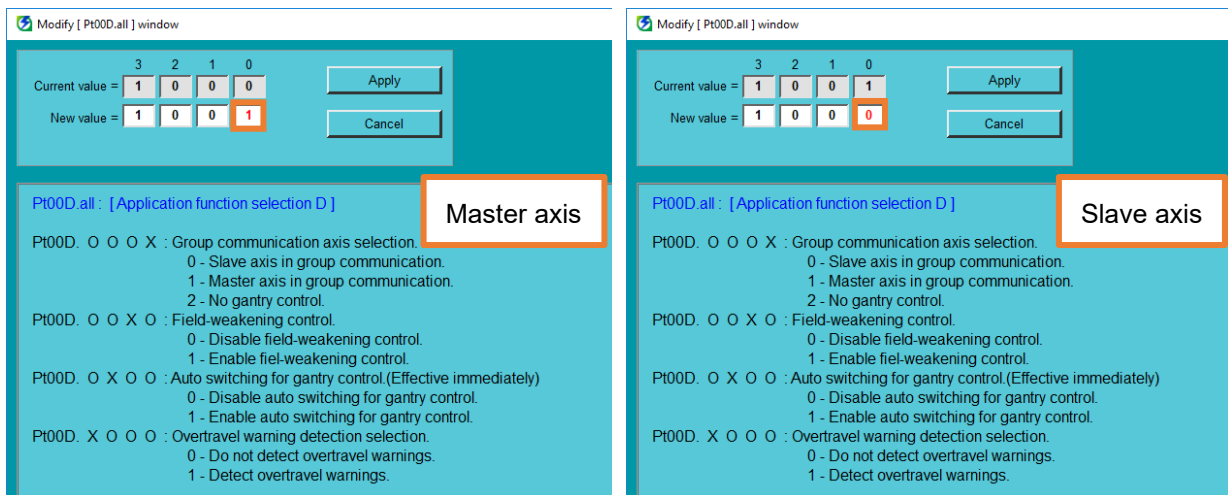 Modify [ Pt00D.all ] window
3 2 1 0
Current value = 1 0 0 0
New value = 1 0 0 1
Apply
Cancel
Pt00D.all : [ Application function selection D ]
Master axis
Pt00D. O O O X : Group communication axis selection.
0 - Slave axis in group communication.
1 - Master axis in group communication.
2 - No gantry control.
Pt00D. O O X O : Field-weakening control.
0 - Disable field-weakening control.
1 - Enable fiel-weakening control.
Pt00D. O X O O : Auto switching for gantry control.(Effective immediately)
0 - Disable auto switching for gantry control.
1 - Enable auto switching for gantry control.
Pt00D. X O O O : Overtravel warning detection selection.
0 - Do not detect overtravel warnings.
1 - Detect overtravel warnings.
Modify [ Pt00D.all ] window
3 2 1 0
Current value = 1 0 0 1
New value = 1 0 0 0
Apply
Cancel
Pt00D.all : [ Application function selection D ]
Slave axis
Pt00D. O O O X : Group communication axis selection.
0 - Slave axis in group communication.
1 - Master axis in group communication.
2 - No gantry control.
Pt00D. O O X O : Field-weakening control.
0 - Disable field-weakening control.
1 - Enable fiel-weakening control.
Pt00D. O X O O : Auto switching for gantry control.(Effective immediately)
0 - Disable auto switching for gantry control.
1 - Enable auto switching for gantry control.
Pt00D. X O O O : Overtravel warning detection selection.
0 - Do not detect overtravel warnings.
1 - Detect overtravel warnings.